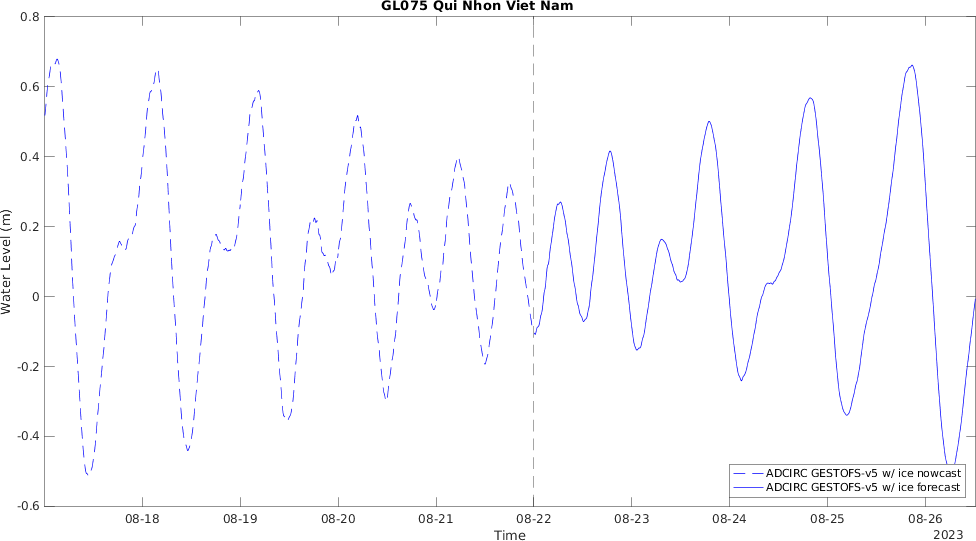 GL075 Qui Nhon Viet Nam
0.8
0.6
0.4
0.2
0
-0.2
-0.4
-0.6
Water Level (m)
ADCIRC GESTOFS-v5 w/ ice nowcast
ADCIRC GESTOFS-v5 w/ ice forecast
08-18 08-19 08-20 08-21 08-22 08-23 08-24 08-25 08-26
Time
2023